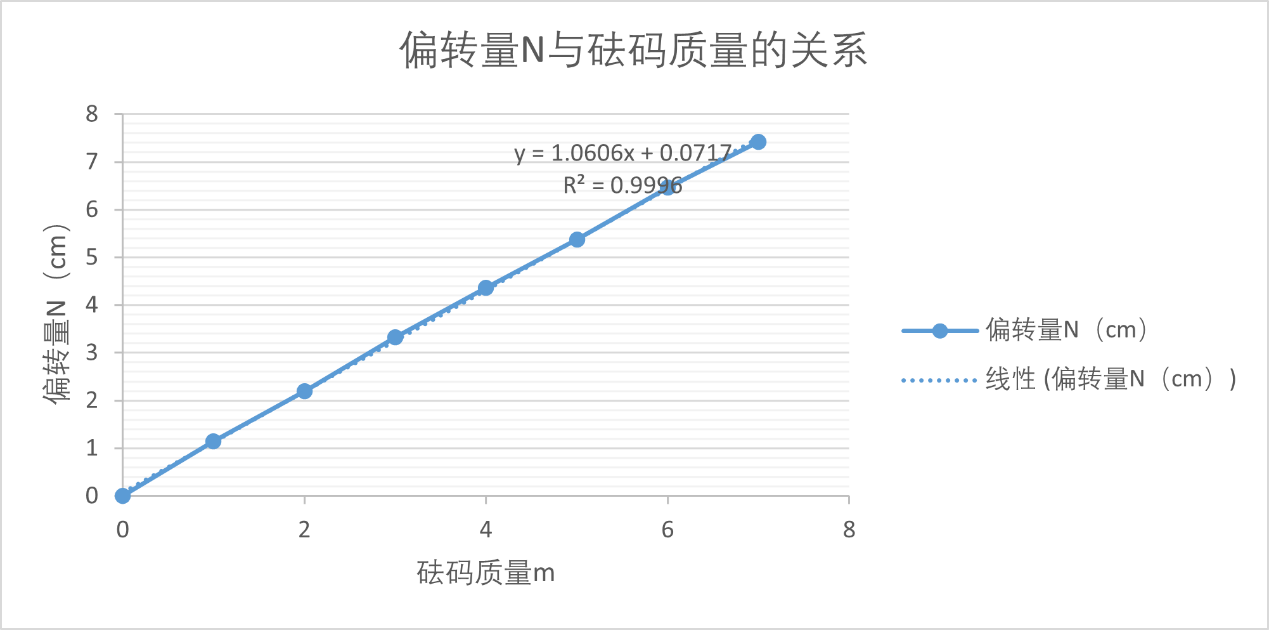 偏转量N与砝码质量的关系
偏转量N（cm）
8
7
6
5
4
3
2
1
0
y = 1.0606x + 0.0717
R² = 0.9996
0
2
4
6
8
砝码质量m
偏转量N（cm）
线性 (偏转量N（cm）)